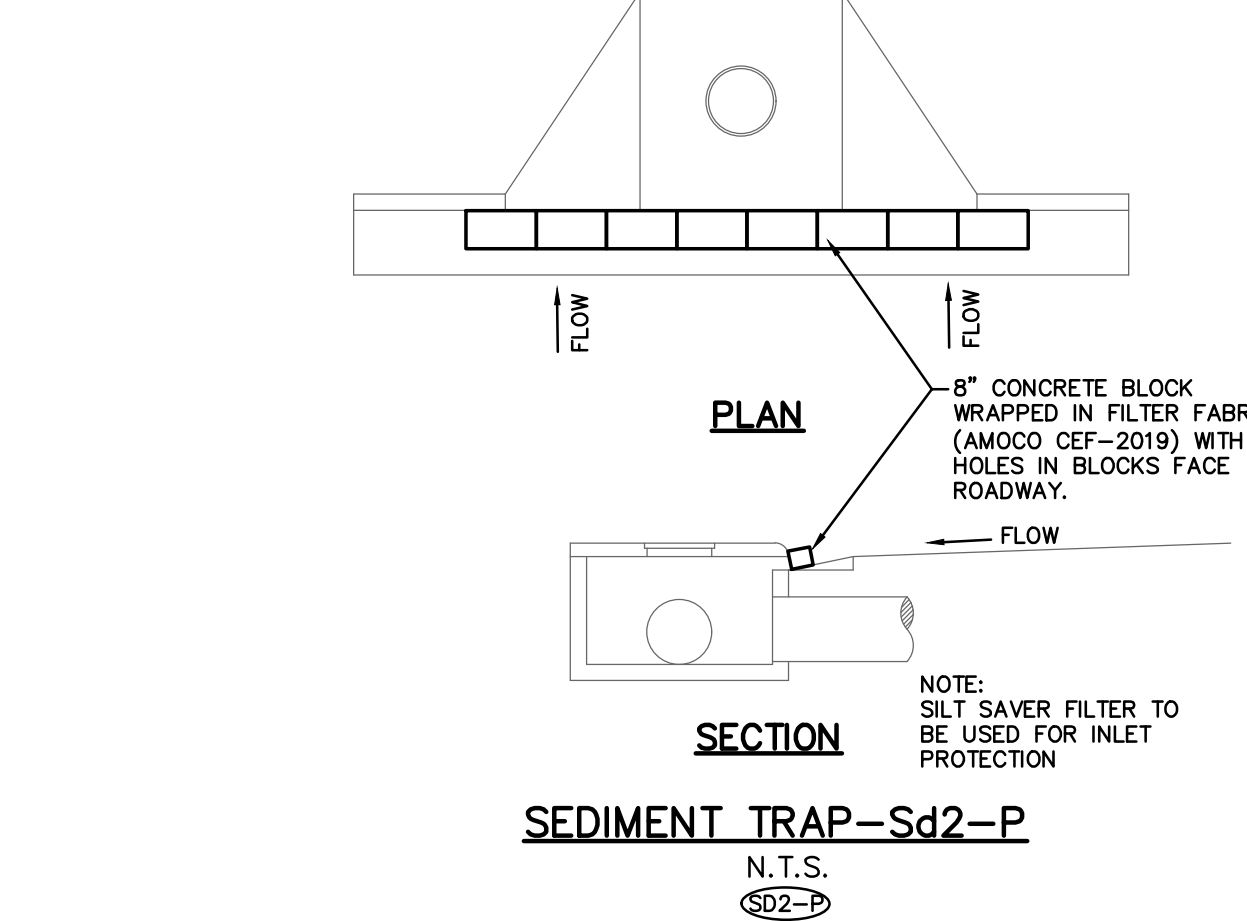 FLOW
FLOW
PLAN
8" CONCRETE BLOCK
WRAPPED IN FILTER FABR
(AMOCO CEF-2019) WITH
HOLES IN BLOCKS FACE
ROADWAY.
FLOW
NOTE:
SILT SAVER FILTER TO
BE USED FOR INLET
PROTECTION
SECTION
SEDIMENT TRAP-Sd2-P
N.T.S.
SD2-P